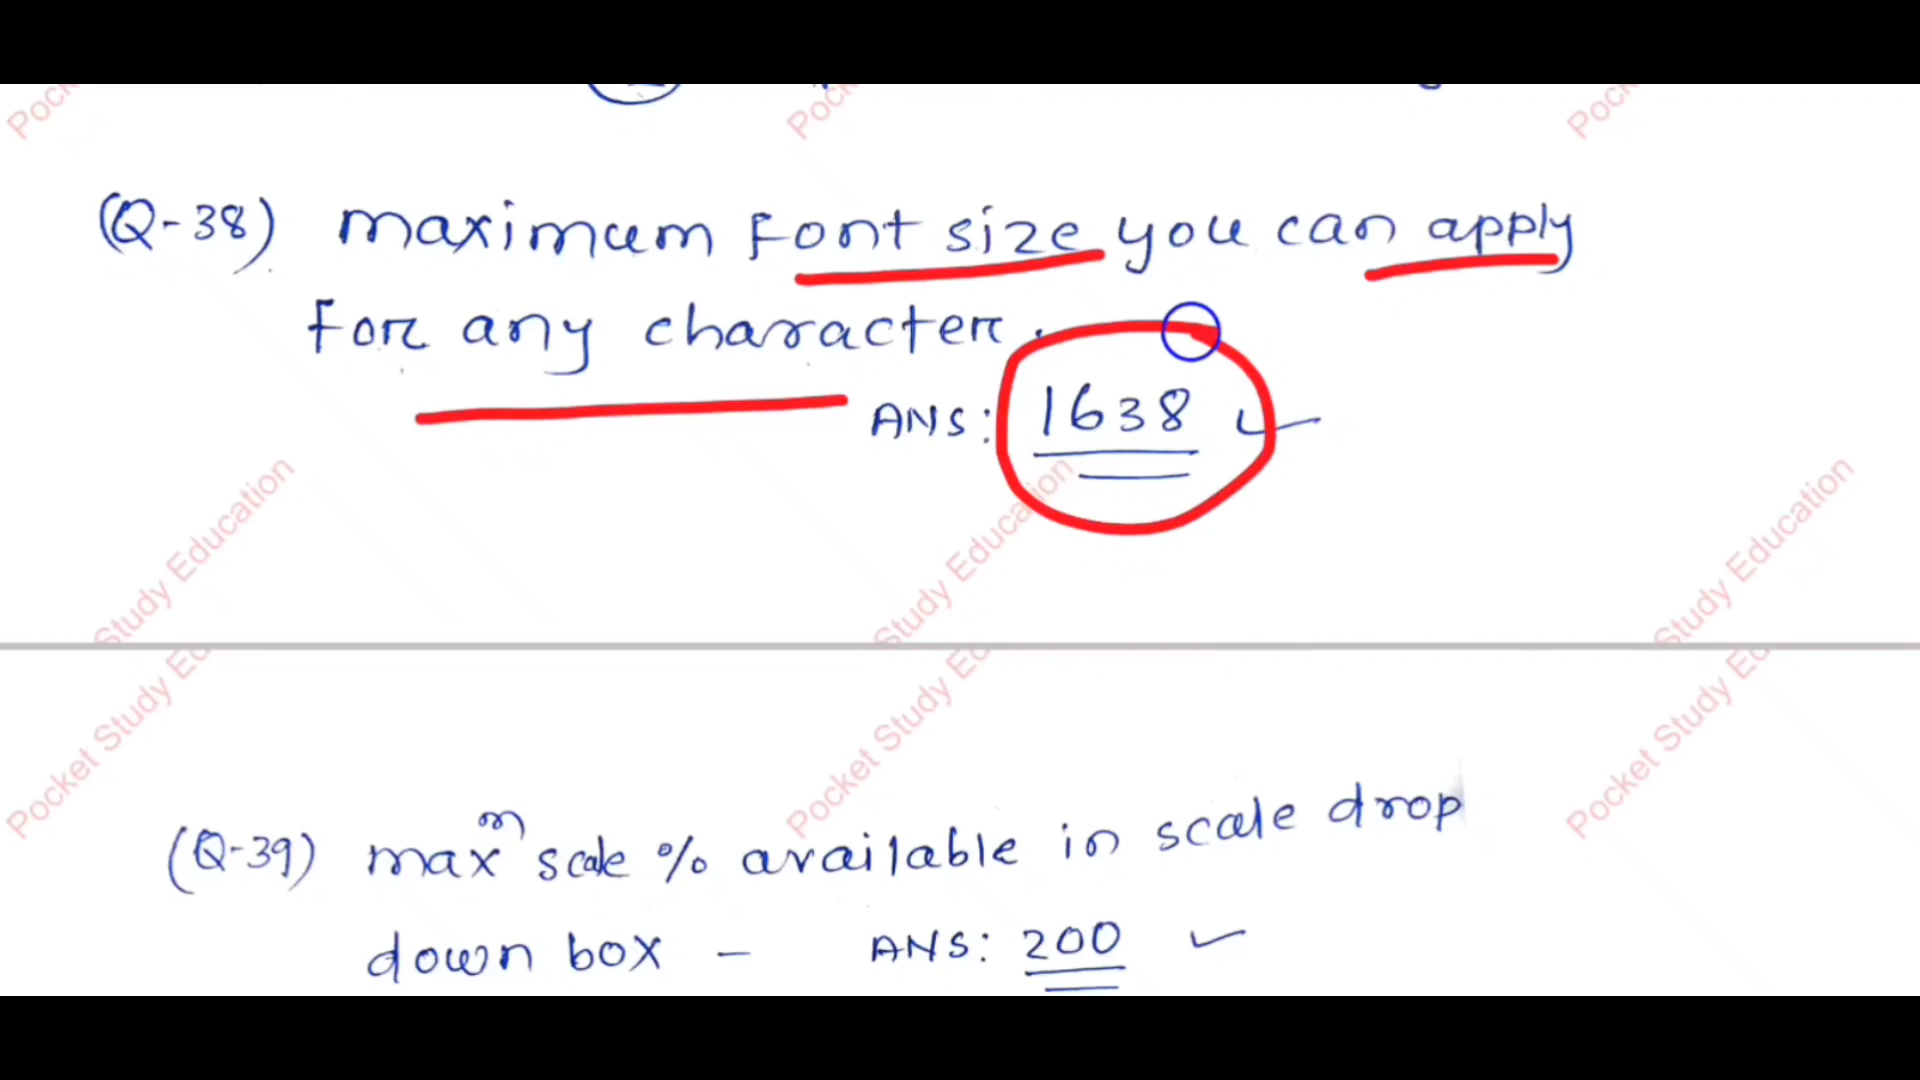 (Q-38) maximum Font size you can apply
For any character.
ANS: 1638
(Q-39) maxᵐ scale % available in scale drop
down box - ANS: 200
Pocket Study Education